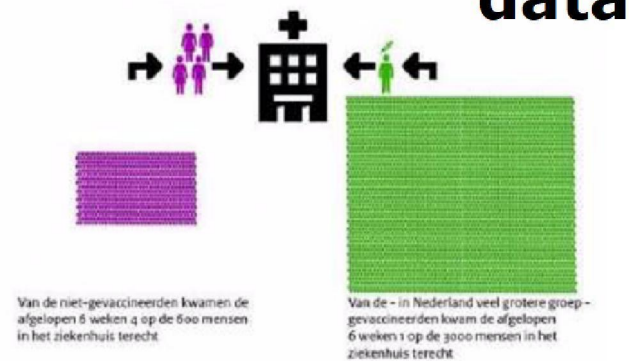 data
Van de niet-gevaccineerden kwamen de
afgelopen 6 weken 4 op de 600 mensen
in het ziekenhuis terecht
Van de - in Nederland veel grotere groep -
gevaccineerden kwam de afgelopen
6 weken 1 op de 3000 mensen in het
ziekenhuis terecht